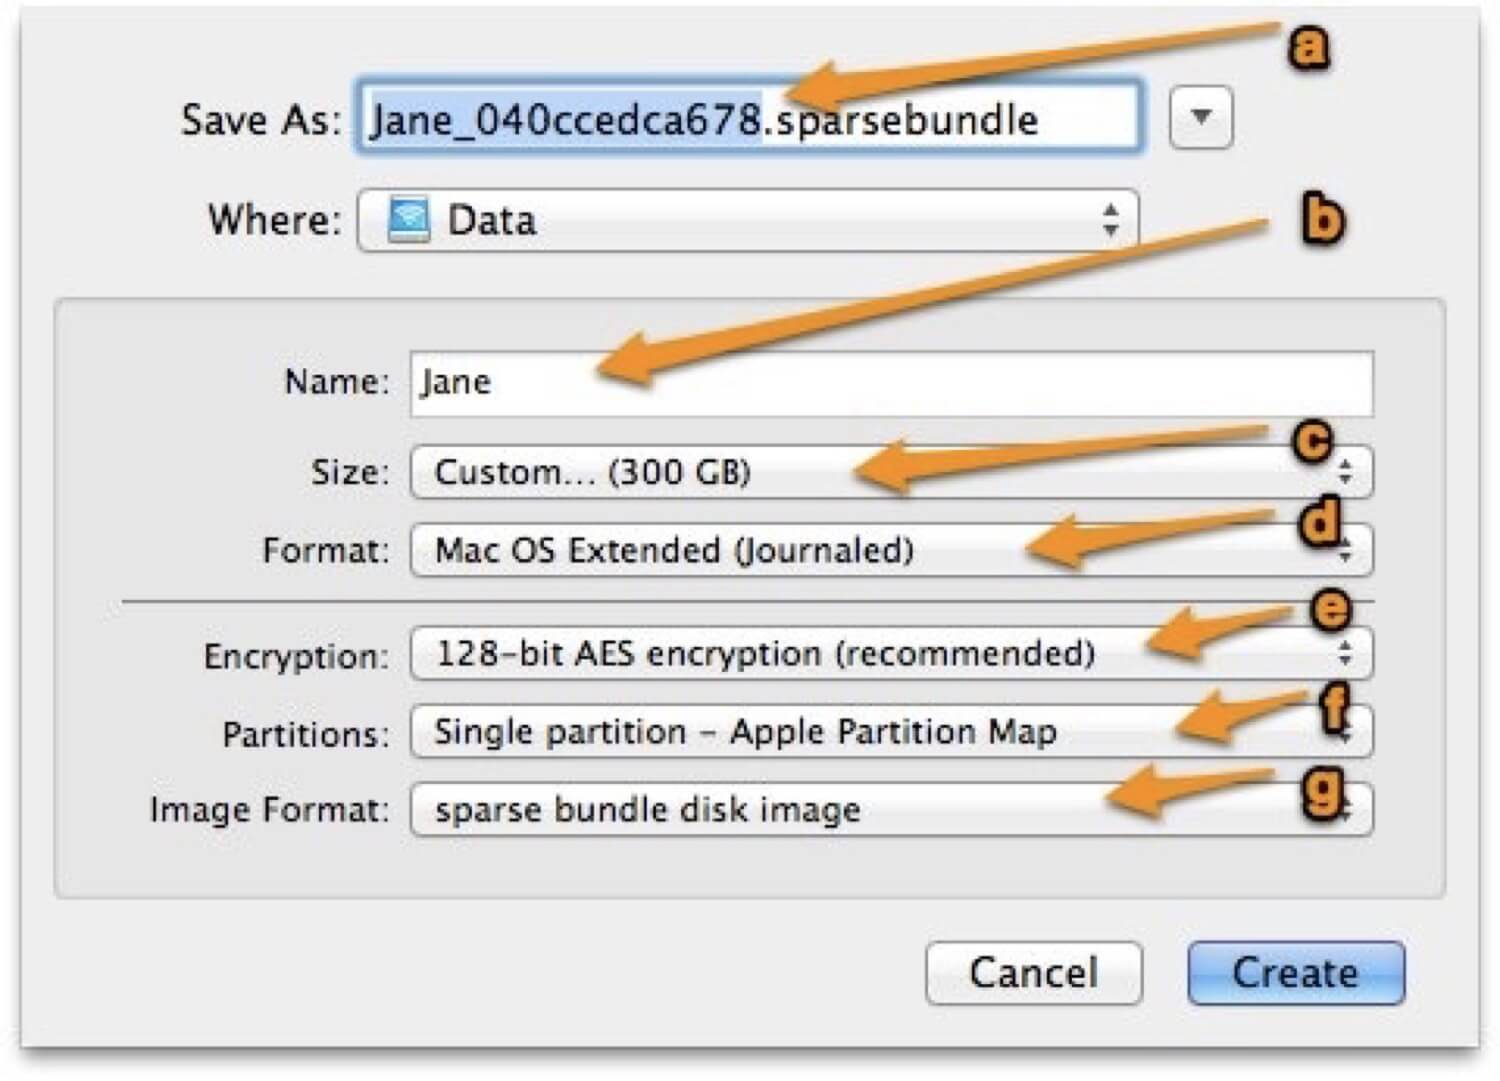 a
Save As: Jane_040ccedca678.sparsebundle
Where: Data
b
Name: Jane
c
Size: Custom... (300 GB)
d
Format: Mac OS Extended (Journaled)
e
Encryption: 128-bit AES encryption (recommended)
f
Partitions: Single partition – Apple Partition Map
g
Image Format: sparse bundle disk image
Cancel Create